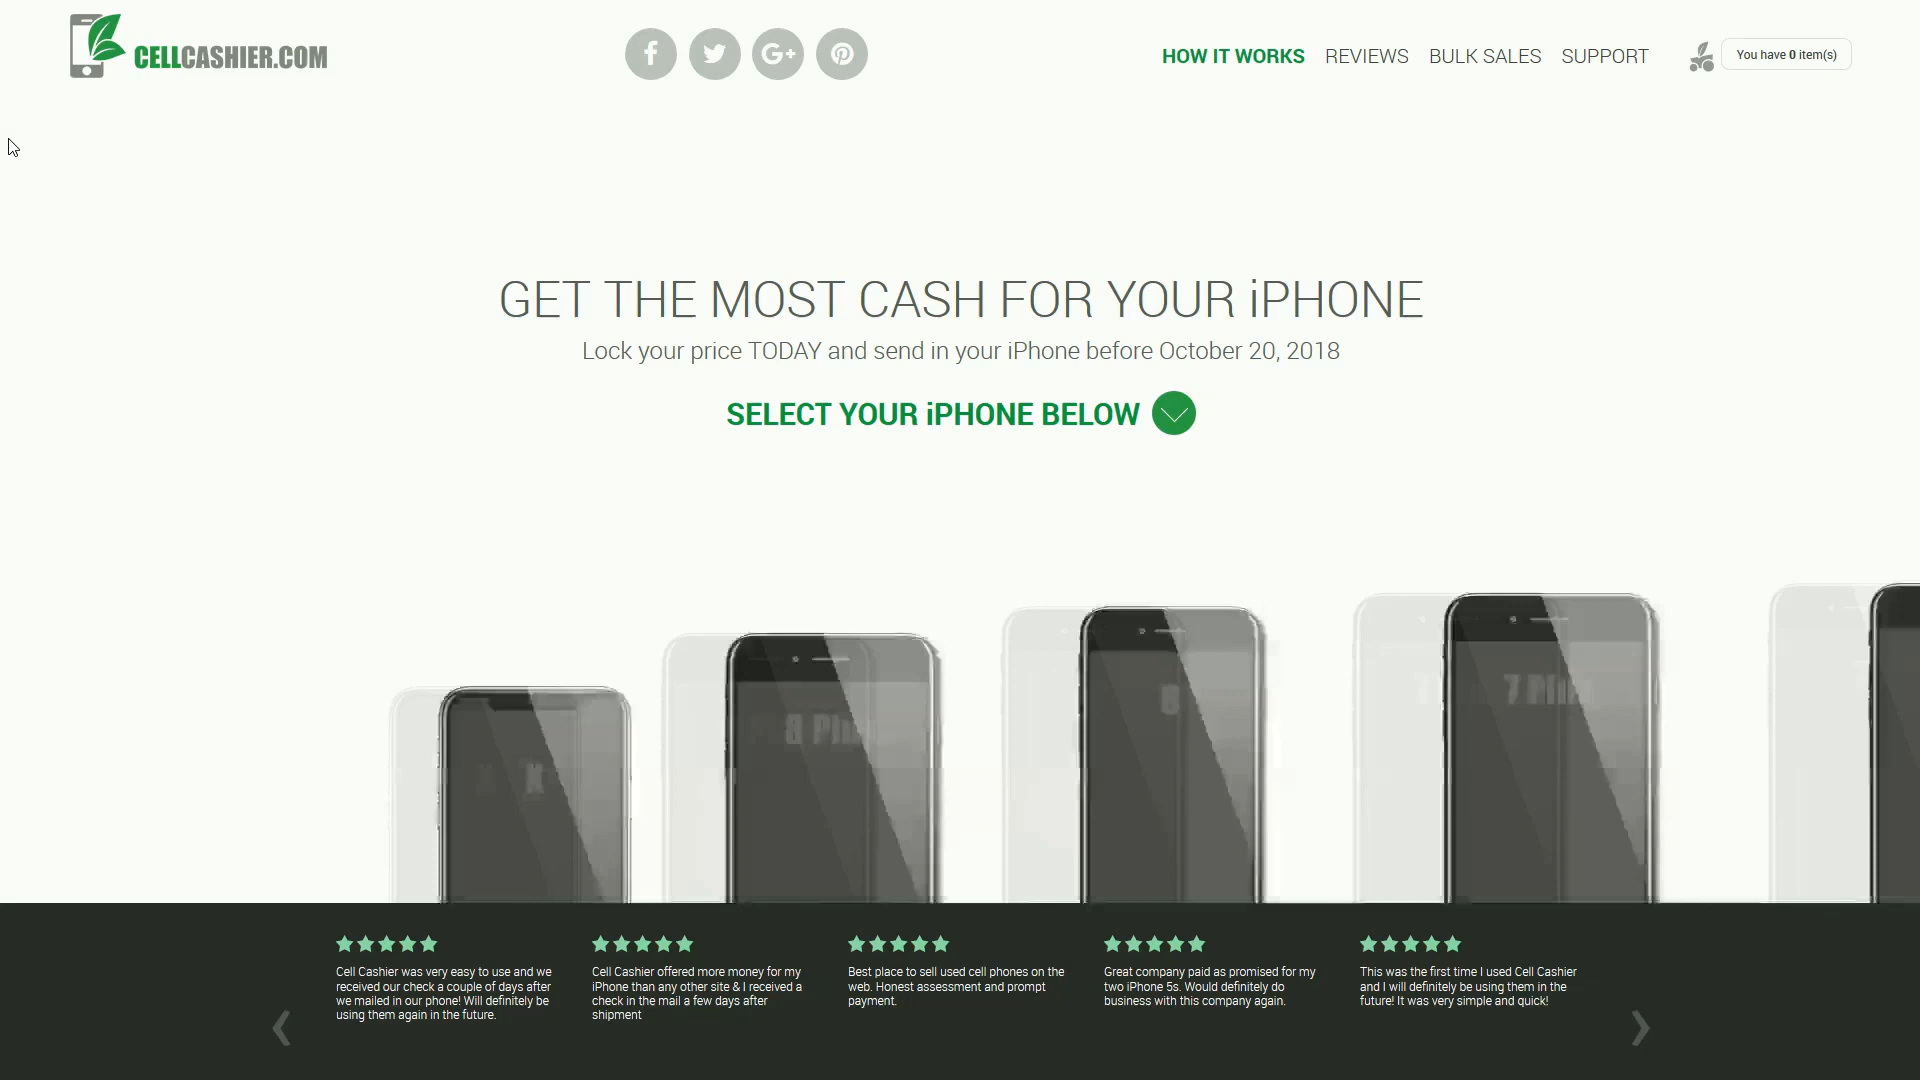 CELLCASHIER.COM
HOW IT WORKS
REVIEWS
BULK SALES
SUPPORT
You have 0 item(s)
GET THE MOST CASH FOR YOUR iPHONE
Lock your price TODAY and send in your iPhone before October 20, 2018
SELECT YOUR iPHONE BELOW
X
8 Plus
8
7 Plus
Cell Cashier was very easy to use and we
received our check a couple of days after
we mailed in our phone! Will definitely be
using them again in the future.
Cell Cashier offered more money for my
iPhone than any other site & I received a
check in the mail a few days after
shipment
Best place to sell used cell phones on the
web. Honest assessment and prompt
payment.
Great company paid as promised for my
two iPhone 5s. Would definitely do
business with this company again.
This was the first time I used Cell Cashier
and I will definitely be using them in the
future! It was very simple and quick!